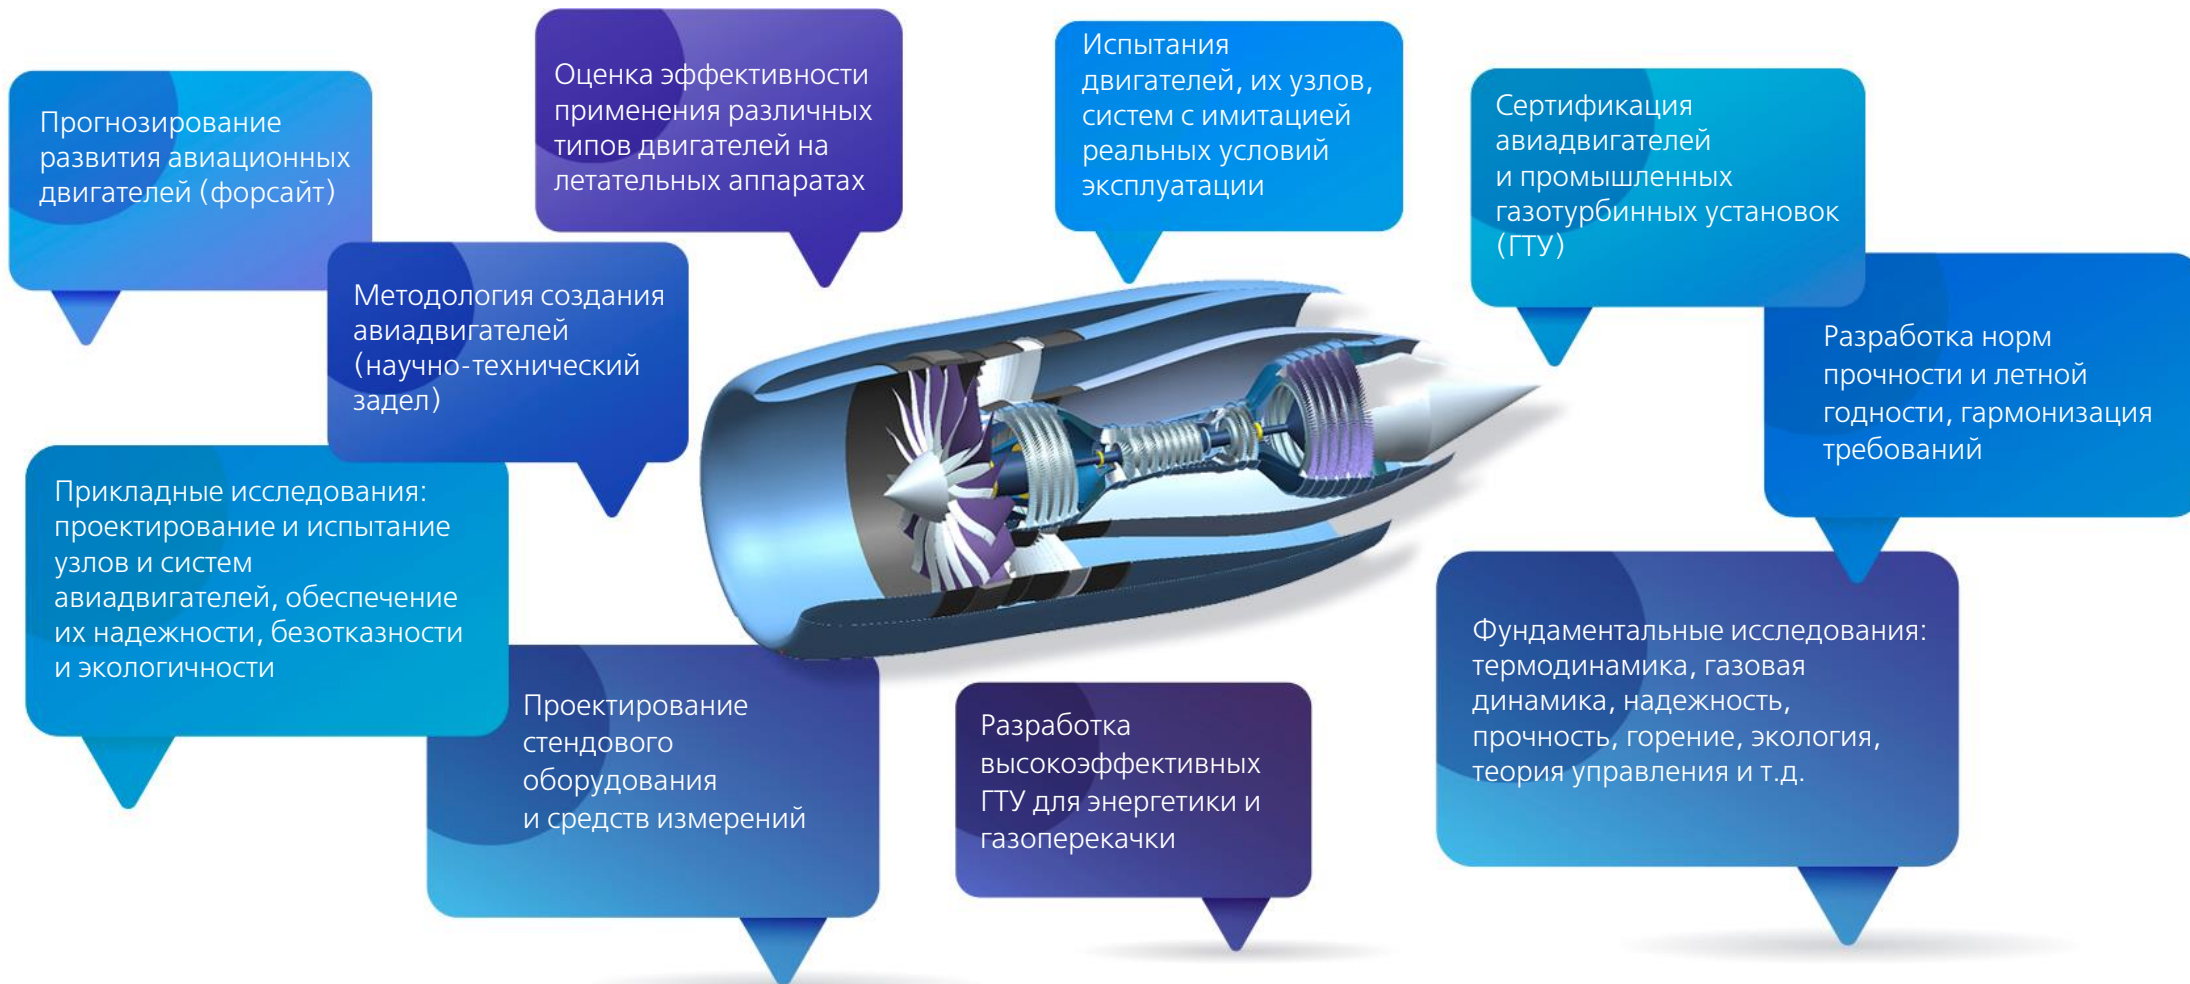 Прогнозирование
развития авиационных
двигателей (форсайт)
Оценка эффективности
применения различных
типов двигателей на
летательных аппаратах
Испытания
двигателей, их узлов,
систем с имитацией
реальных условий
эксплуатации
Сертификация
авиадвигателей
и промышленных
газотурбинных установок
(ГТУ)
Методология создания
авиадвигателей
(научно-технический
задел)
Разработка норм
прочности и летной
годности, гармонизация
требований
Прикладные исследования:
проектирование и испытание
узлов и систем
авиадвигателей, обеспечение
их надежности, безотказности
и экологичности
Проектирование
стендового
оборудования
и средств измерений
Разработка
высокоэффективных
ГТУ для энергетики и
газоперекачки
Фундаментальные исследования:
термодинамика, газовая
динамика, надежность,
прочность, горение, экология,
теория управления и т.д.